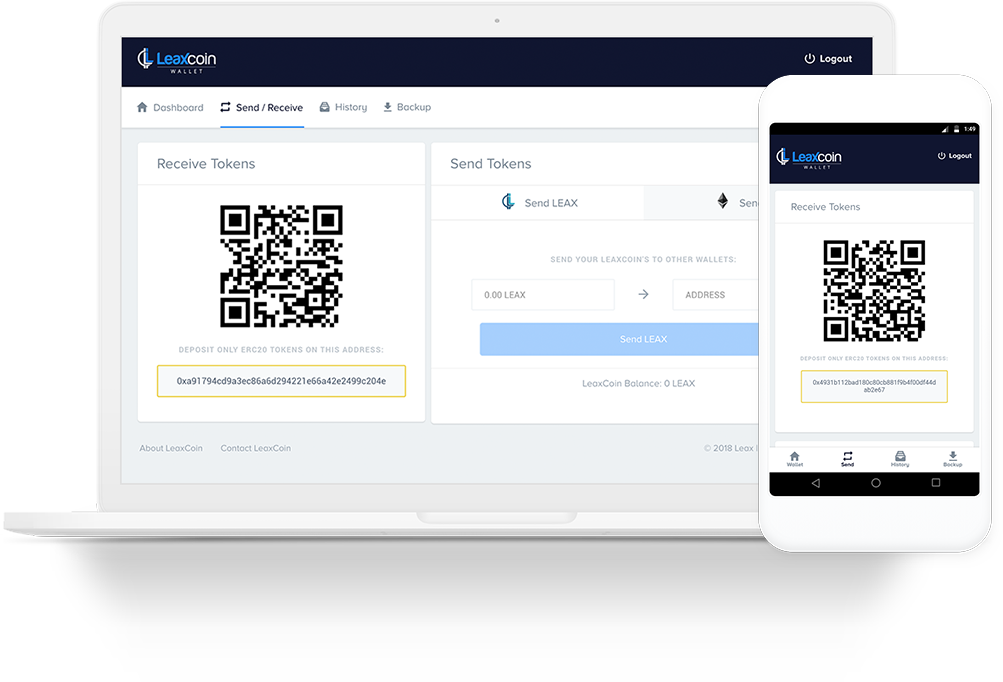 Leaxcoin
WALLET
Logout
Dashboard
Send / Receive
History
Backup
Receive Tokens
DEPOSIT ONLY ERC20 TOKENS ON THIS ADDRESS:
0xa91794cd9a3ec86a6d294221e66a42e2499c204e
Send Tokens
Send LEAX
Sen
SEND YOUR LEAXCOIN'S TO OTHER WALLETS:
0.00 LEAX
ADDRESS
Send LEAX
LeaxCoin Balance: 0 LEAX
About LeaxCoin
Contact LeaxCoin
© 2018 Leax
1:49
Leaxcoin
WALLET
Logout
Receive Tokens
DEPOSIT ONLY ERC20 TOKENS ON THIS ADDRESS:
0x4931b112bad180c80cb881f9b4f00df44d
ab2e67
Wallet
Send
History
Backup